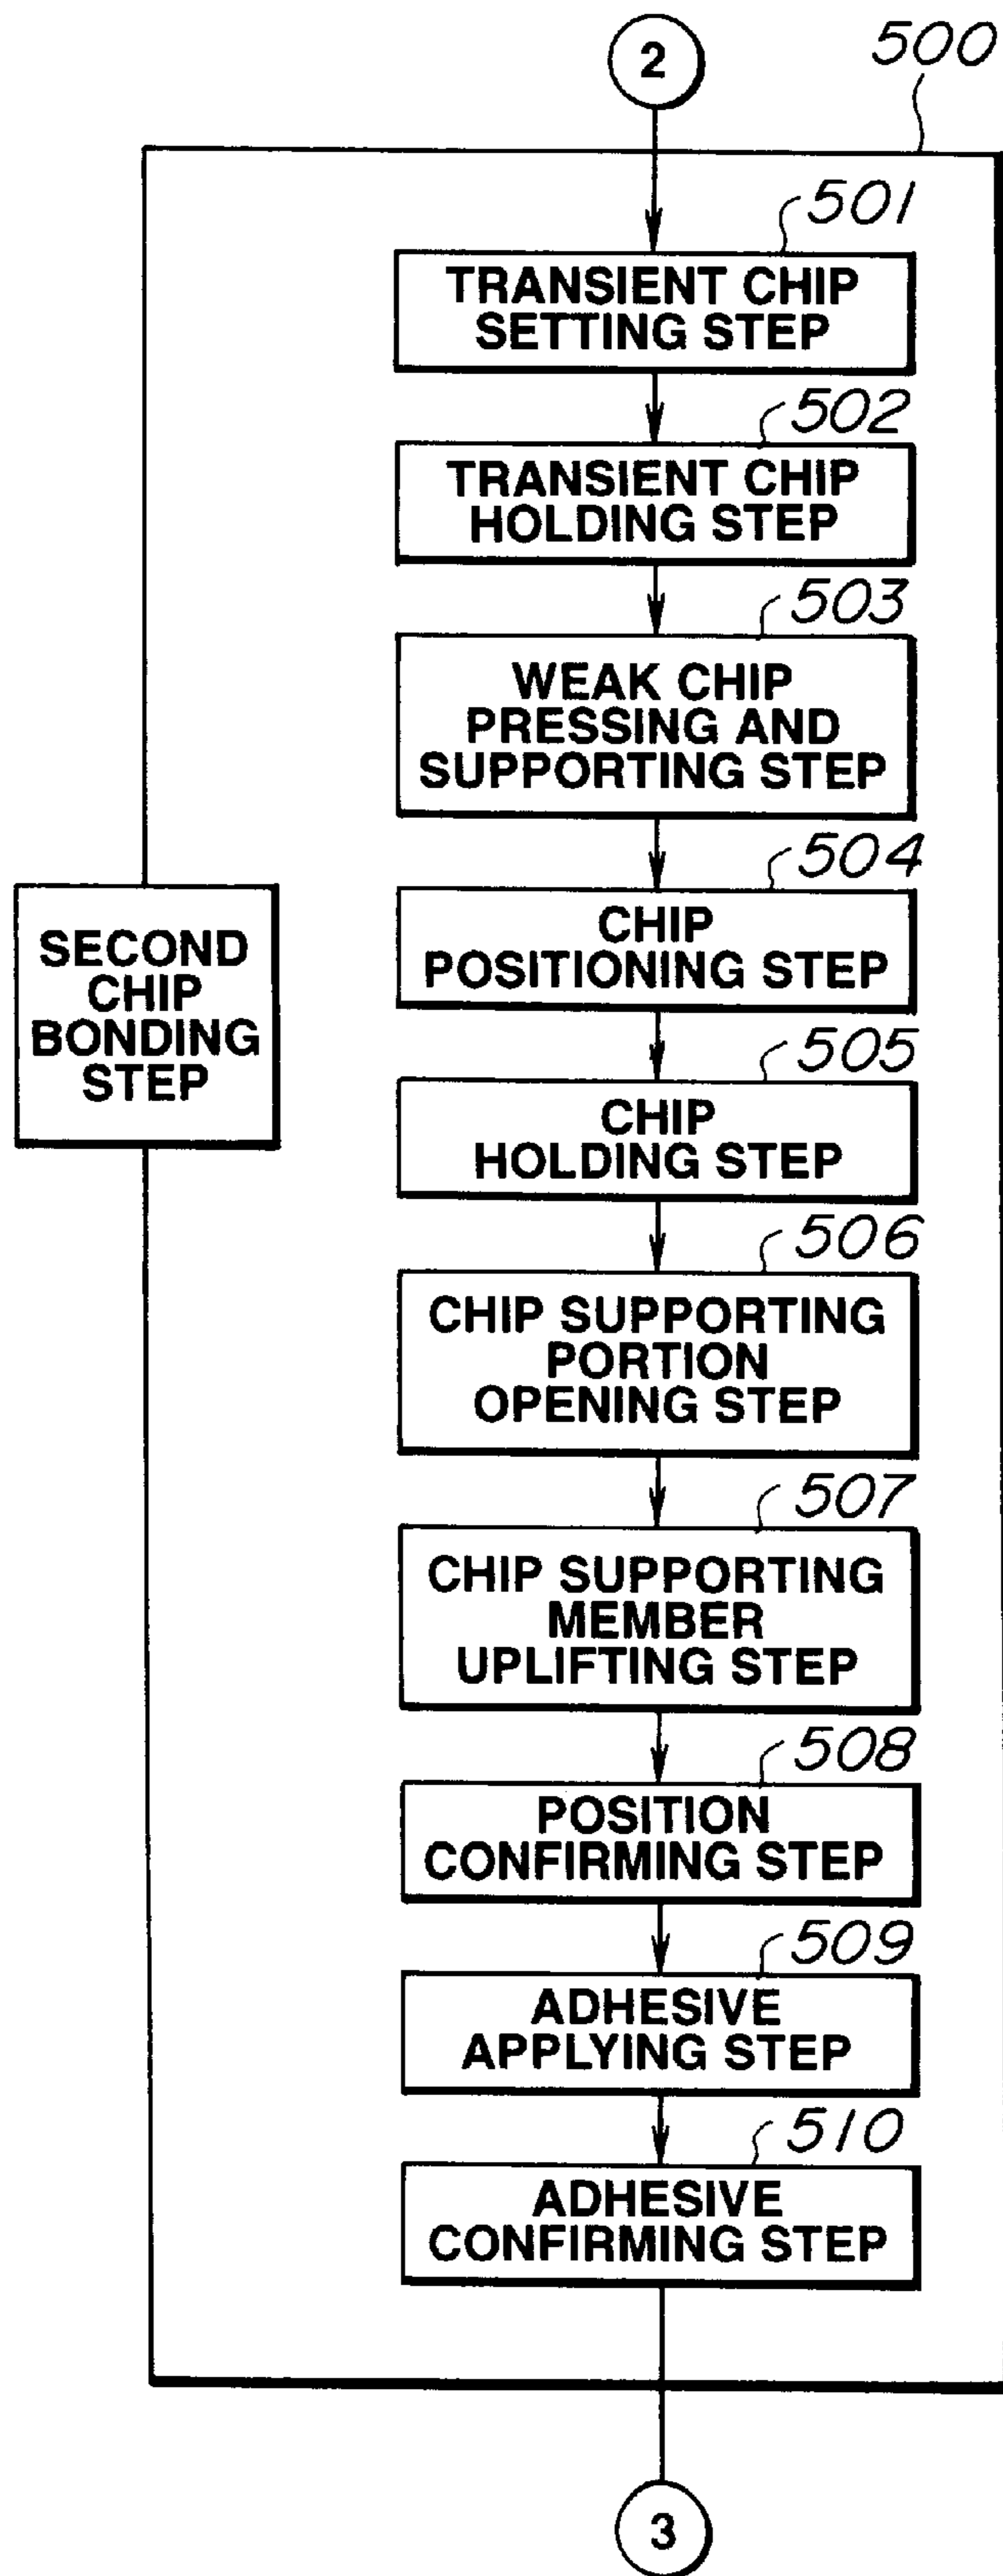 2
500
501
TRANSIENT CHIP
SETTING STEP
502
TRANSIENT CHIP
HOLDING STEP
503
WEAK CHIP
PRESSING AND
SUPPORTING STEP
504
CHIP
POSITIONING STEP
SECOND
CHIP
BONDING
STEP
505
CHIP
HOLDING STEP
506
CHIP SUPPORTING
PORTION
OPENING STEP
507
CHIP SUPPORTING
MEMBER
UPLIFTING STEP
508
POSITION
CONFIRMING STEP
509
ADHESIVE
APPLYING STEP
510
ADHESIVE
CONFIRMING STEP
3